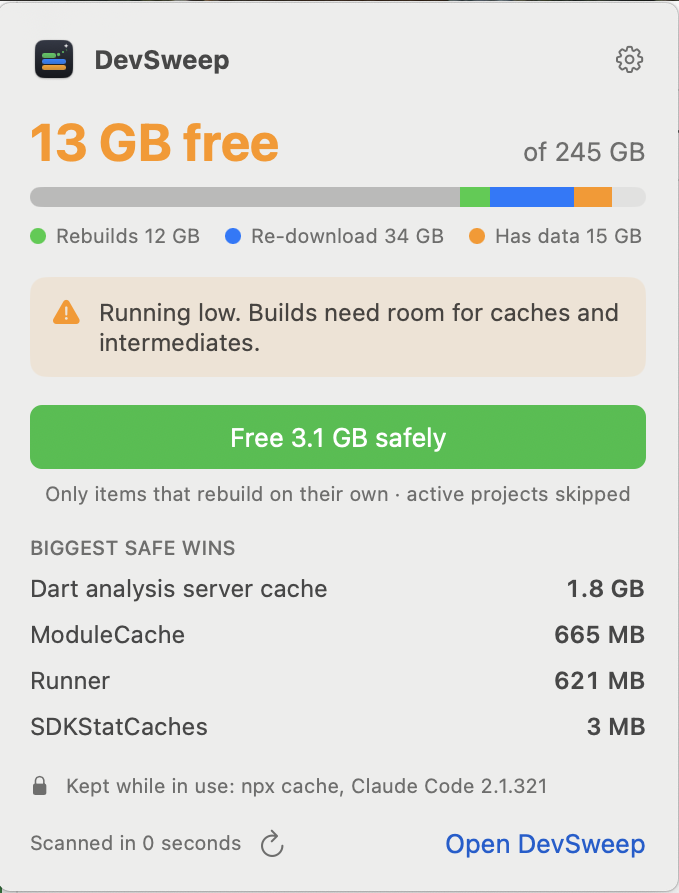 DevSweep
13 GB free
of 245 GB
Rebuilds 12 GB
Re-download 34 GB
Has data 15 GB
Running low. Builds need room for caches and
intermediates.
Free 3.1 GB safely
Only items that rebuild on their own · active projects skipped
BIGGEST SAFE WINS
Dart analysis server cache 1.8 GB
ModuleCache 665 MB
Runner 621 MB
SDKStatCaches 3 MB
Kept while in use: npx cache, Claude Code 2.1.321
Scanned in 0 seconds
Open DevSweep